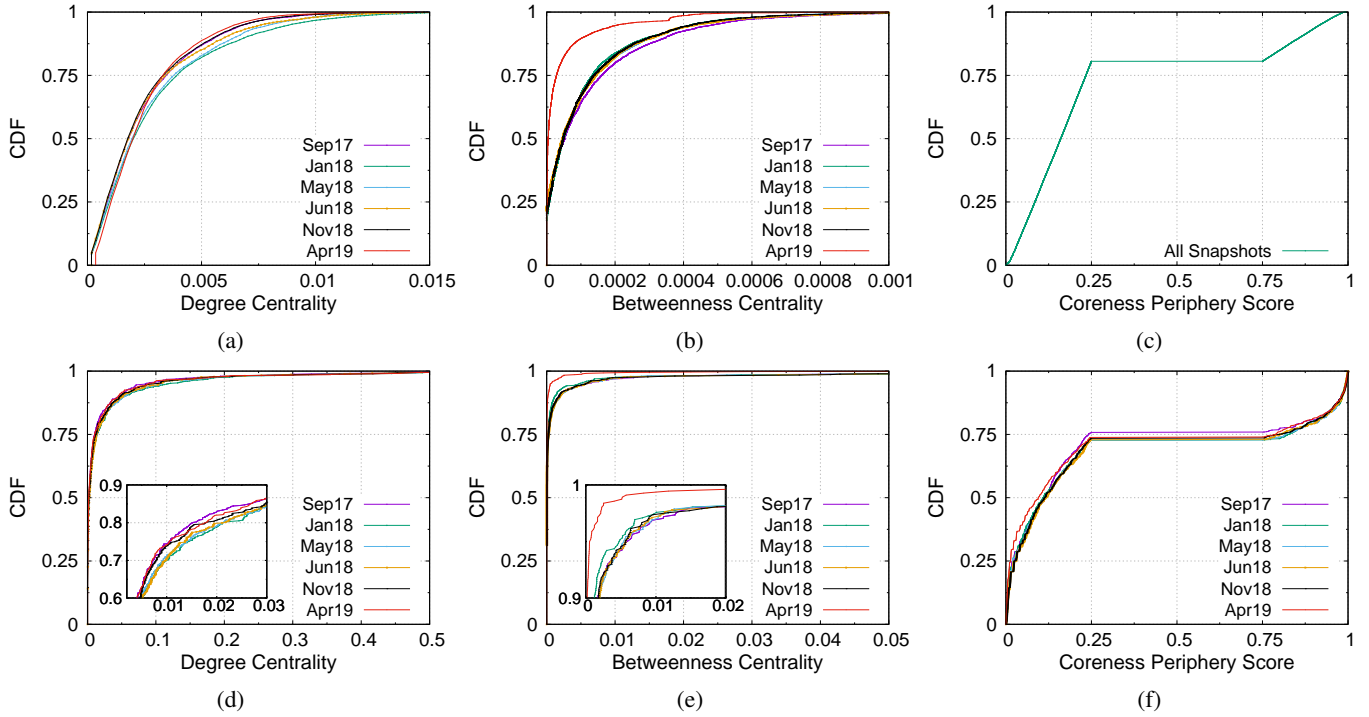 1
0.75
0.5
0.25
0
CDF
Sep17
Jan18
May18
Jun18
Nov18
Apr19
0 0.005 0.010 0.015
Degree Centrality
(a)
1
0.75
0.5
0.25
0
CDF
Sep17
Jan18
May18
Jun18
Nov18
Apr19
0 0.0002 0.0004 0.0006 0.0008 0.001
Betweenness Centrality
(b)
1
0.75
0.5
0.25
0
CDF
All Snapshots
0 0.25 0.5 0.75 1
Coreness Periphery Score
(c)
1
0.75
0.5
0.25
0
CDF
0.9
0.8
0.7
0.6
0.01 0.02 0.03
Sep17
Jan18
May18
Jun18
Nov18
Apr19
0 0.1 0.2 0.3 0.4 0.5
Degree Centrality
(d)
1
0.75
0.5
0.25
0
CDF
1
0.9
0 0.01 0.02
Sep17
Jan18
May18
Jun18
Nov18
Apr19
0 0.01 0.02 0.03 0.04 0.05
Betweenness Centrality
(e)
1
0.75
0.5
0.25
0
CDF
Sep17
Jan18
May18
Jun18
Nov18
Apr19
0 0.25 0.5 0.75 1
Coreness Periphery Score
(f)